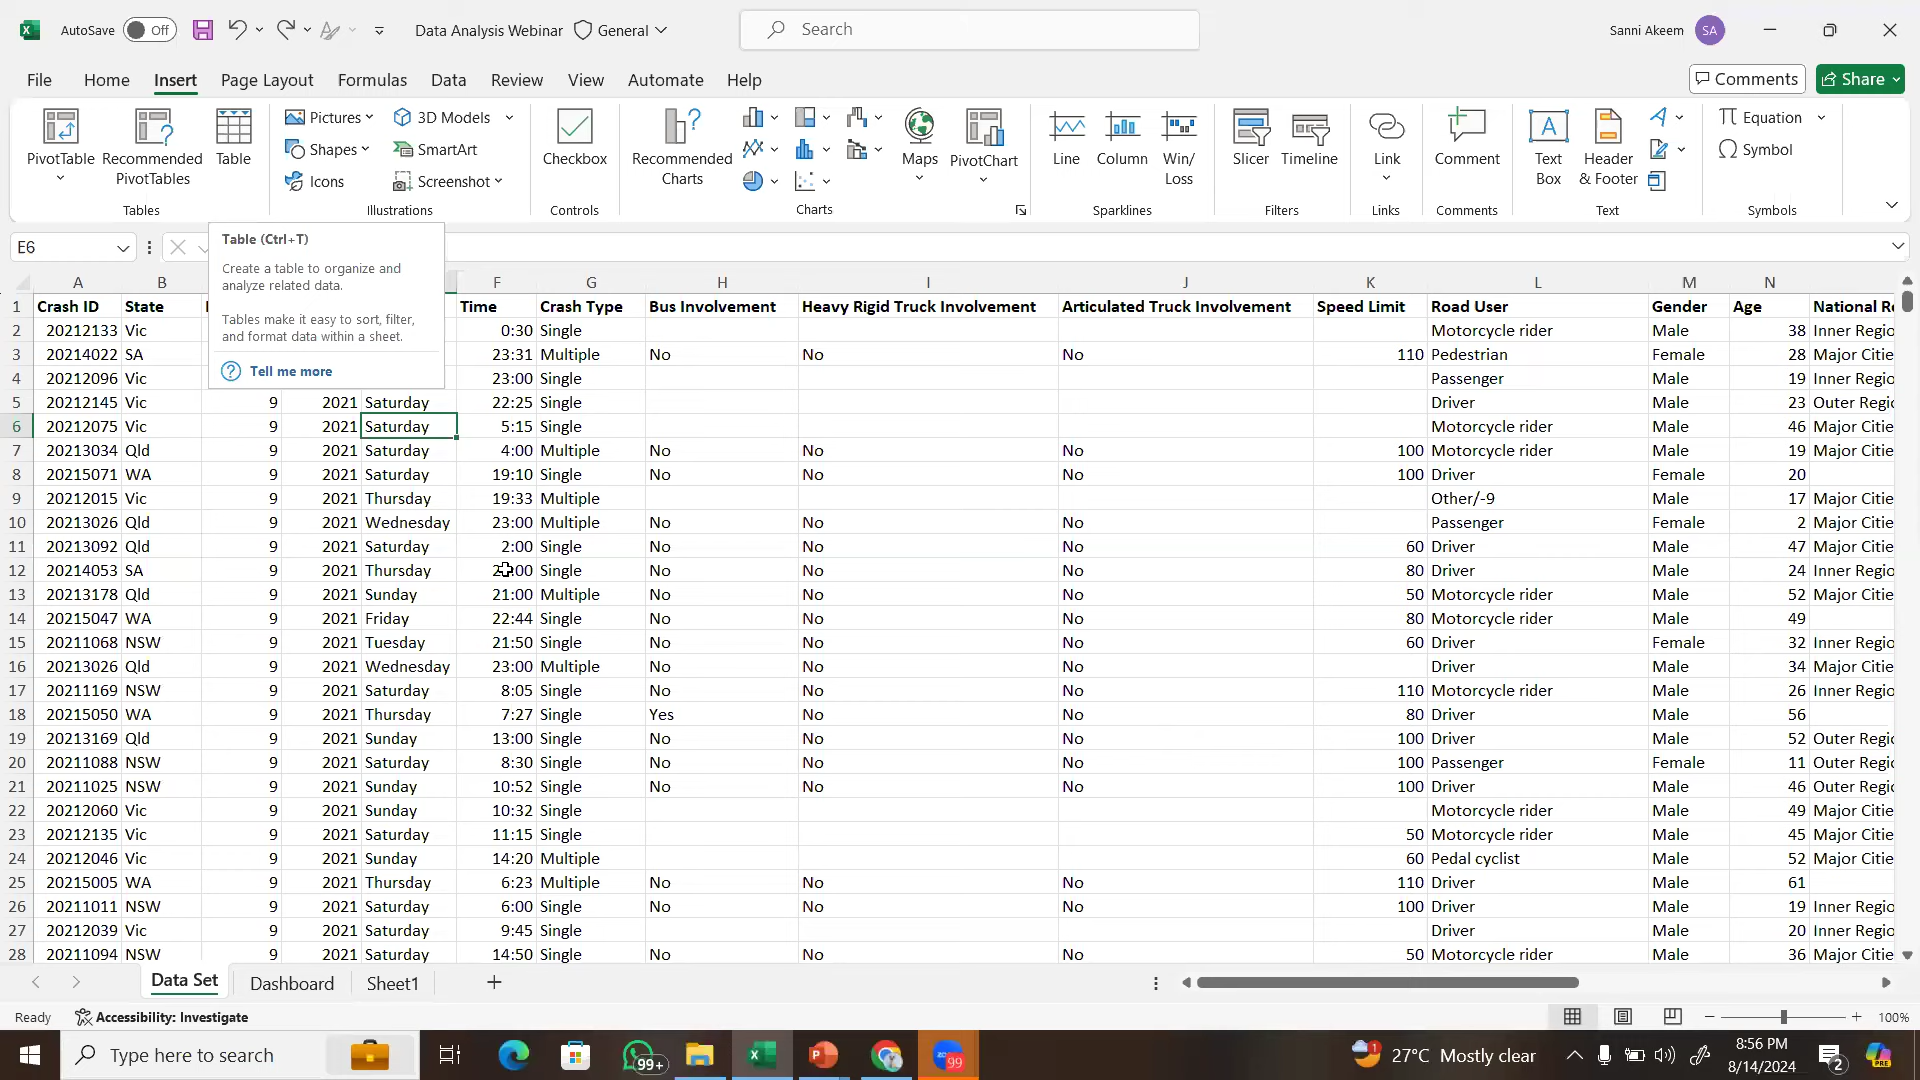 AutoSave Off Data Analysis Webinar General Search Sanni Akeem SA
File Home Insert Page Layout Formulas Data Review View Automate Help Comments Share
PivotTable Recommended PivotTables Table Pictures Shapes Icons 3D Models SmartArt Screenshot Checkbox Recommended Charts Maps PivotChart Line Column Win/Loss Slicer Timeline Link Comment Text Box Header & Footer Equation Symbol
Tables Illustrations Controls Charts Sparklines Filters Links Comments Text Symbols
E6
Table (Ctrl+T)
Create a table to organize and
analyze related data.
Tables make it easy to sort, filter,
and format data within a sheet.
Tell me more
A B F G H I J K L M N
1 Crash ID State Time Crash Type Bus Involvement Heavy Rigid Truck Involvement Articulated Truck Involvement Speed Limit Road User Gender Age National Re
2 20212133 Vic 0:30 Single Motorcycle rider Male 38 Inner Regio
3 20214022 SA 23:31 Multiple No No No 110 Pedestrian Female 28 Major Cities
4 20212096 Vic 23:00 Single Passenger Male 19 Inner Regio
5 20212145 Vic 9 2021 Saturday 22:25 Single Driver Male 23 Outer Regic
6 20212075 Vic 9 2021 Saturday 5:15 Single Motorcycle rider Male 46 Major Cities
7 20213034 Qld 9 2021 Saturday 4:00 Multiple No No No 100 Motorcycle rider Male 19 Major Citie
8 20215071 WA 9 2021 Saturday 19:10 Single No No No 100 Driver Female 20
9 20212015 Vic 9 2021 Thursday 19:33 Multiple Other/-9 Male 17 Major Citie
10 20213026 Qld 9 2021 Wednesday 23:00 Multiple No No No Passenger Female 2 Major Citie
11 20213092 Qld 9 2021 Saturday 2:00 Single No No No 60 Driver Male 47 Major Citie
12 20214053 SA 9 2021 Thursday Single No No No 80 Driver Male 24 Inner Regio
13 20213178 Qld 9 2021 Sunday 21:00 Multiple No No No 50 Motorcycle rider Male 52 Major Citie
14 20215047 WA 9 2021 Friday 22:44 Single No No No 80 Motorcycle rider Male 49
15 20211068 NSW 9 2021 Tuesday 21:50 Single No No No 60 Driver Female 32 Inner Regio
16 20213026 Qld 9 2021 Wednesday 23:00 Multiple No No No Driver Male 34 Major Citie
17 20211169 NSW 9 2021 Saturday 8:05 Single No No No 110 Motorcycle rider Male 26 Inner Regio
18 20215050 WA 9 2021 Thursday 7:27 Single Yes No No 80 Driver Male 56
19 20213169 Qld 9 2021 Sunday 13:00 Single No No No 100 Driver Male 52 Outer Regic
20 20211088 NSW 9 2021 Saturday 8:30 Single No No No 100 Passenger Female 11 Outer Regic
21 20211025 NSW 9 2021 Sunday 10:52 Single No No No 100 Driver Male 46 Outer Regic
22 20212060 Vic 9 2021 Sunday 10:32 Single Motorcycle rider Male 49 Major Citie
23 20212135 Vic 9 2021 Saturday 11:15 Single 50 Motorcycle rider Male 45 Major Citie
24 20212046 Vic 9 2021 Sunday 14:20 Multiple 60 Pedal cyclist Male 52 Major Citie
25 20215005 WA 9 2021 Thursday 6:23 Multiple No No No 110 Driver Male 61
26 20211011 NSW 9 2021 Saturday 6:00 Single No No No 100 Driver Male 19 Inner Regio
27 20212039 Vic 9 2021 Saturday 9:45 Single Driver Male 20 Inner Regio
28 20211094 NSW 9 2021 Saturday 14:50 Single No No No 50 Motorcycle rider Male 36 Major Citie
Data Set Dashboard Sheet1
Ready Accessibility: Investigate 100%
Type here to search 99+ 99 27°C Mostly clear 8:56 PM
8/14/2024 2